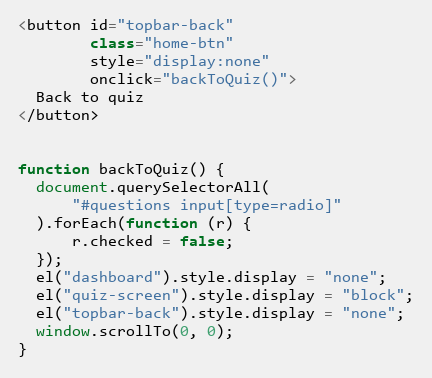 <button id="topbar-back"
        class="home-btn"
        style="display:none"
        onclick="backToQuiz()">
  Back to quiz
</button>

function backToQuiz() {
  document.querySelectorAll(
      "#questions input[type=radio]"
  ).forEach(function (r) {
      r.checked = false;
  });
  el("dashboard").style.display = "none";
  el("quiz-screen").style.display = "block";
  el("topbar-back").style.display = "none";
  window.scrollTo(0, 0);
}